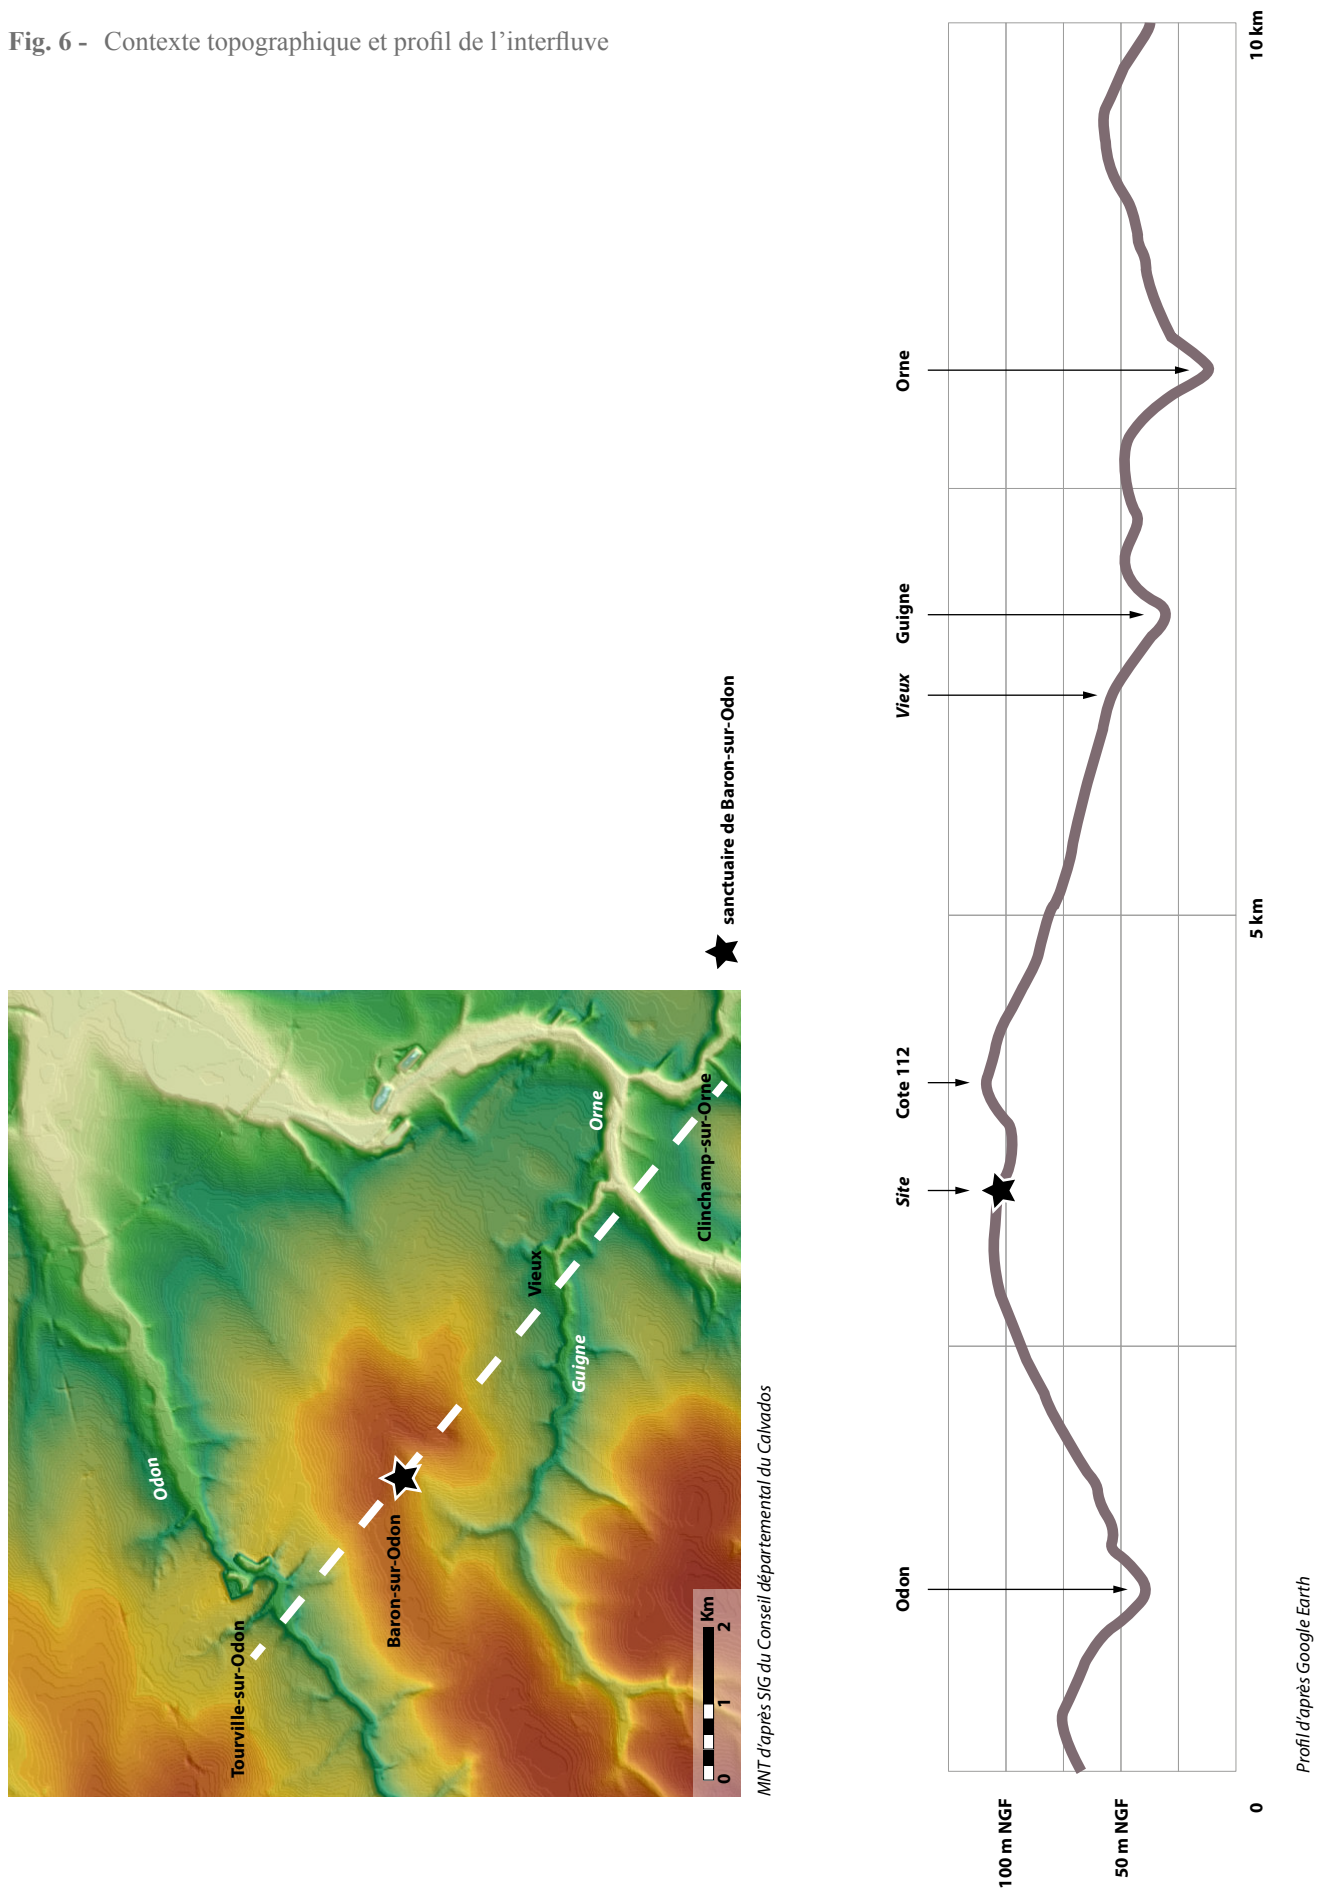 Fig. 6 - Contexte topographique et profil de l’interfluve
Odon
Tourville-sur-Odon
Baron-sur-Odon
Vieux
Guigne
Orne
Clinchamp-sur-Orne
0 1 2 Km
sanctuaire de Baron-sur-Odon
MNT d’après SIG du Conseil départemental du Calvados
Odon
Site
Cote 112
Vieux
Guigne
Orne
100 m NGF
50 m NGF
0
5 km
10 km
Profil d’après Google Earth